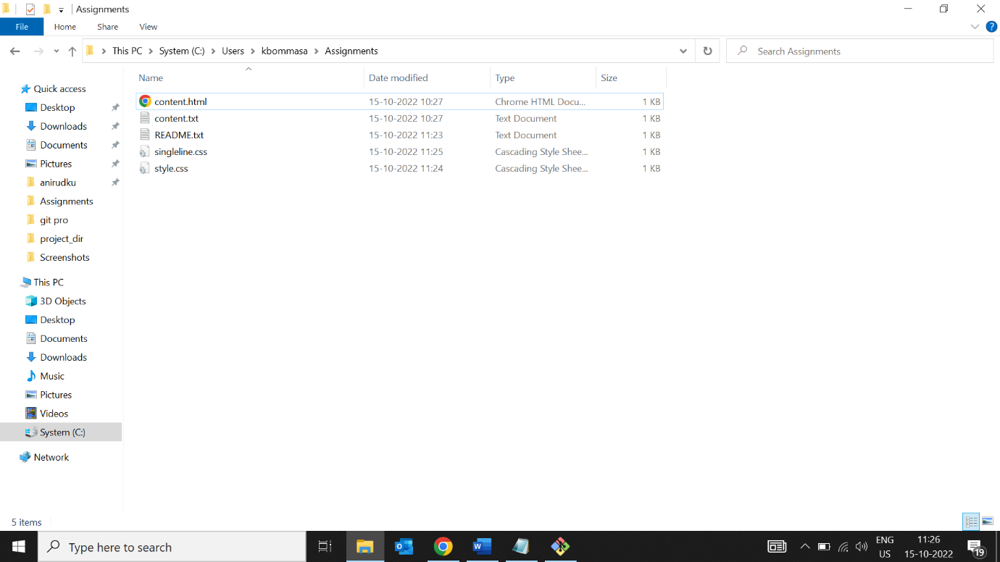 Assignments
File Home Share View
This PC System (C:) Users kbommasa Assignments
Search Assignments
Name Date modified Type Size
Quick access
Desktop
Downloads
Documents
Pictures
anirudku
Assignments
git pro
project_dir
Screenshots
This PC
3D Objects
Desktop
Documents
Downloads
Music
Pictures
Videos
System (C:)
Network
content.html 15-10-2022 10:27 Chrome HTML Docu... 1 KB
content.txt 15-10-2022 10:27 Text Document 1 KB
README.txt 15-10-2022 11:23 Text Document 1 KB
singleline.css 15-10-2022 11:25 Cascading Style Shee... 1 KB
style.css 15-10-2022 11:24 Cascading Style Shee... 1 KB
5 items
Type here to search
ENG
US
11:26
15-10-2022
19